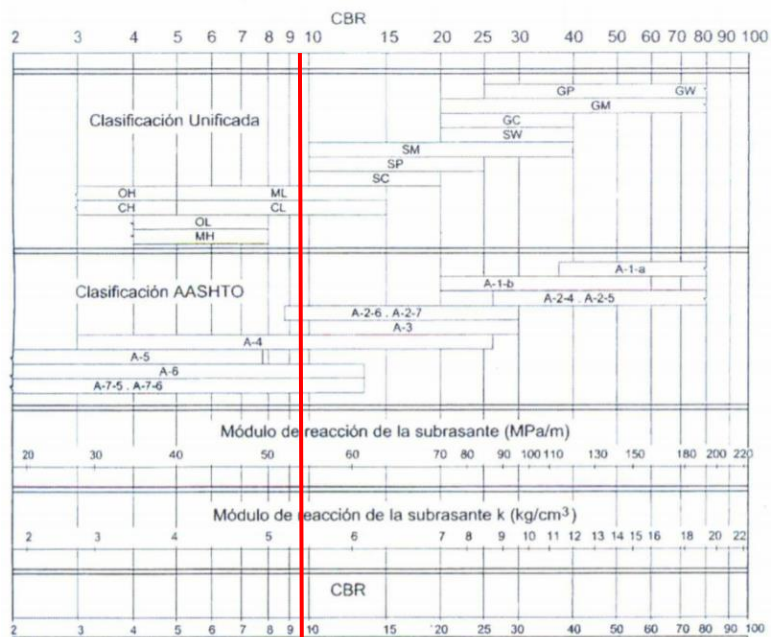 CBR
2 3 4 5 6 7 8 9 10 15 20 25 30 40 50 60 70 80 90 100
GP GW
Clasificación Unificada
GM
GC
SW
SM
SP
SC
OH ML
CH CL
OL
MH
A-1-a
Clasificación AASHTO
A-1-b
A-2-4 . A-2-5
A-2-6 . A-2-7
A-3
A-4
A-5
A-6
A-7-5 . A-7-6
Módulo de reacción de la subrasante (MPa/m)
20 30 40 50 60 70 80 90 100 110 130 150 180 200 220
Módulo de reacción de la subrasante k (kg/cm³)
2 3 4 5 6 7 8 9 10 11 12 13 14 15 16 18 20 22
CBR
2 3 4 5 6 7 8 9 10 15 20 25 30 40 50 60 70 80 90 100